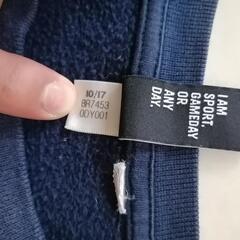 10/17
BR7453
0DY001
I AM
SPORT.
GAMEDAY
OR
ANY
DAY.